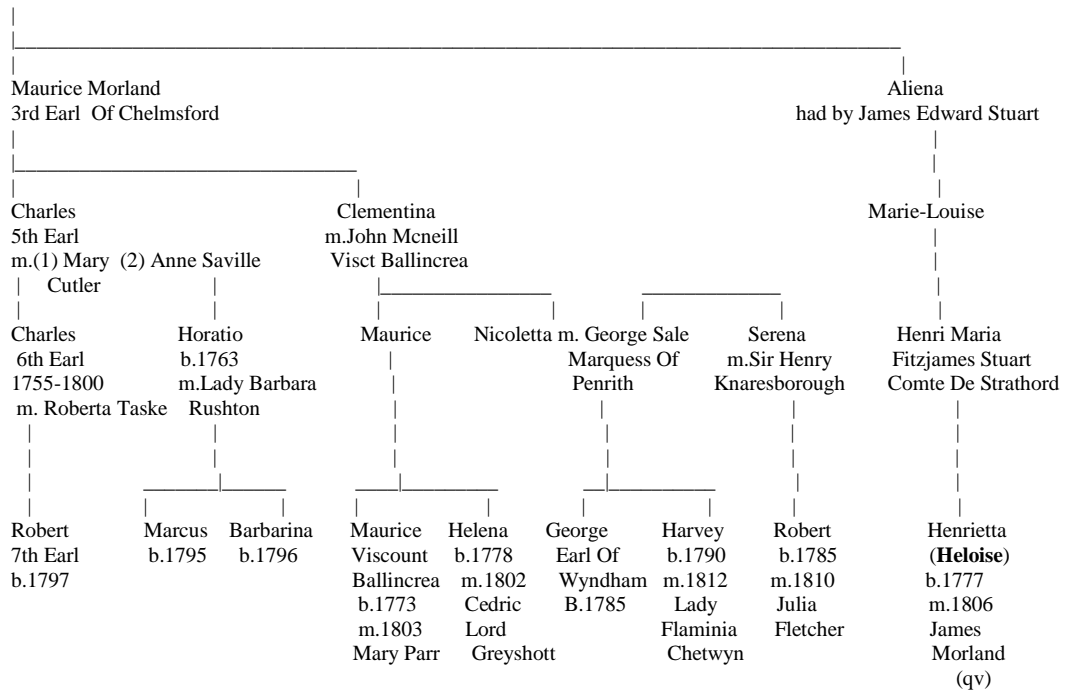 Maurice Morland Aliena
3rd Earl Of Chelmsford had by James Edward Stuart
Charles Clementina Marie-Louise
5th Earl m.John Mcneill
m.(1) Mary (2) Anne Saville Visct Ballincrea
Cutler
Charles Horatio Maurice Nicoletta m. George Sale Serena Henri Maria
6th Earl b.1763 Marquess Of m.Sir Henry Fitzjames Stuart
1755-1800 m.Lady Barbara Penrith Knaresborough Comte De Strathord
m. Roberta Taske Rushton
Robert Marcus Barbarina Maurice Helena George Harvey Robert Henrietta
7th Earl b.1795 b.1796 Viscount b.1778 Earl Of b.1790 b.1785 (Heloise)
b.1797 Ballincrea m.1802 Wyndham m.1812 m.1810 b.1777
b.1773 Cedric B.1785 Lady Julia m.1806
m.1803 Lord Flaminia Fletcher James
Mary Parr Greyshott Chetwyn Morland
(qv)